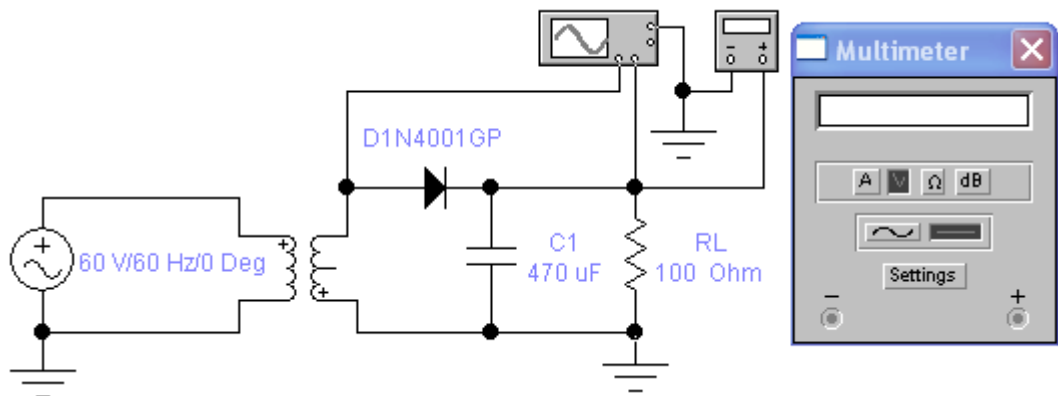 Multimeter
D1N4001GP
A V Ω dB
60 V/60 Hz/0 Deg
C1
470 uF
RL
100 Ohm
Settings